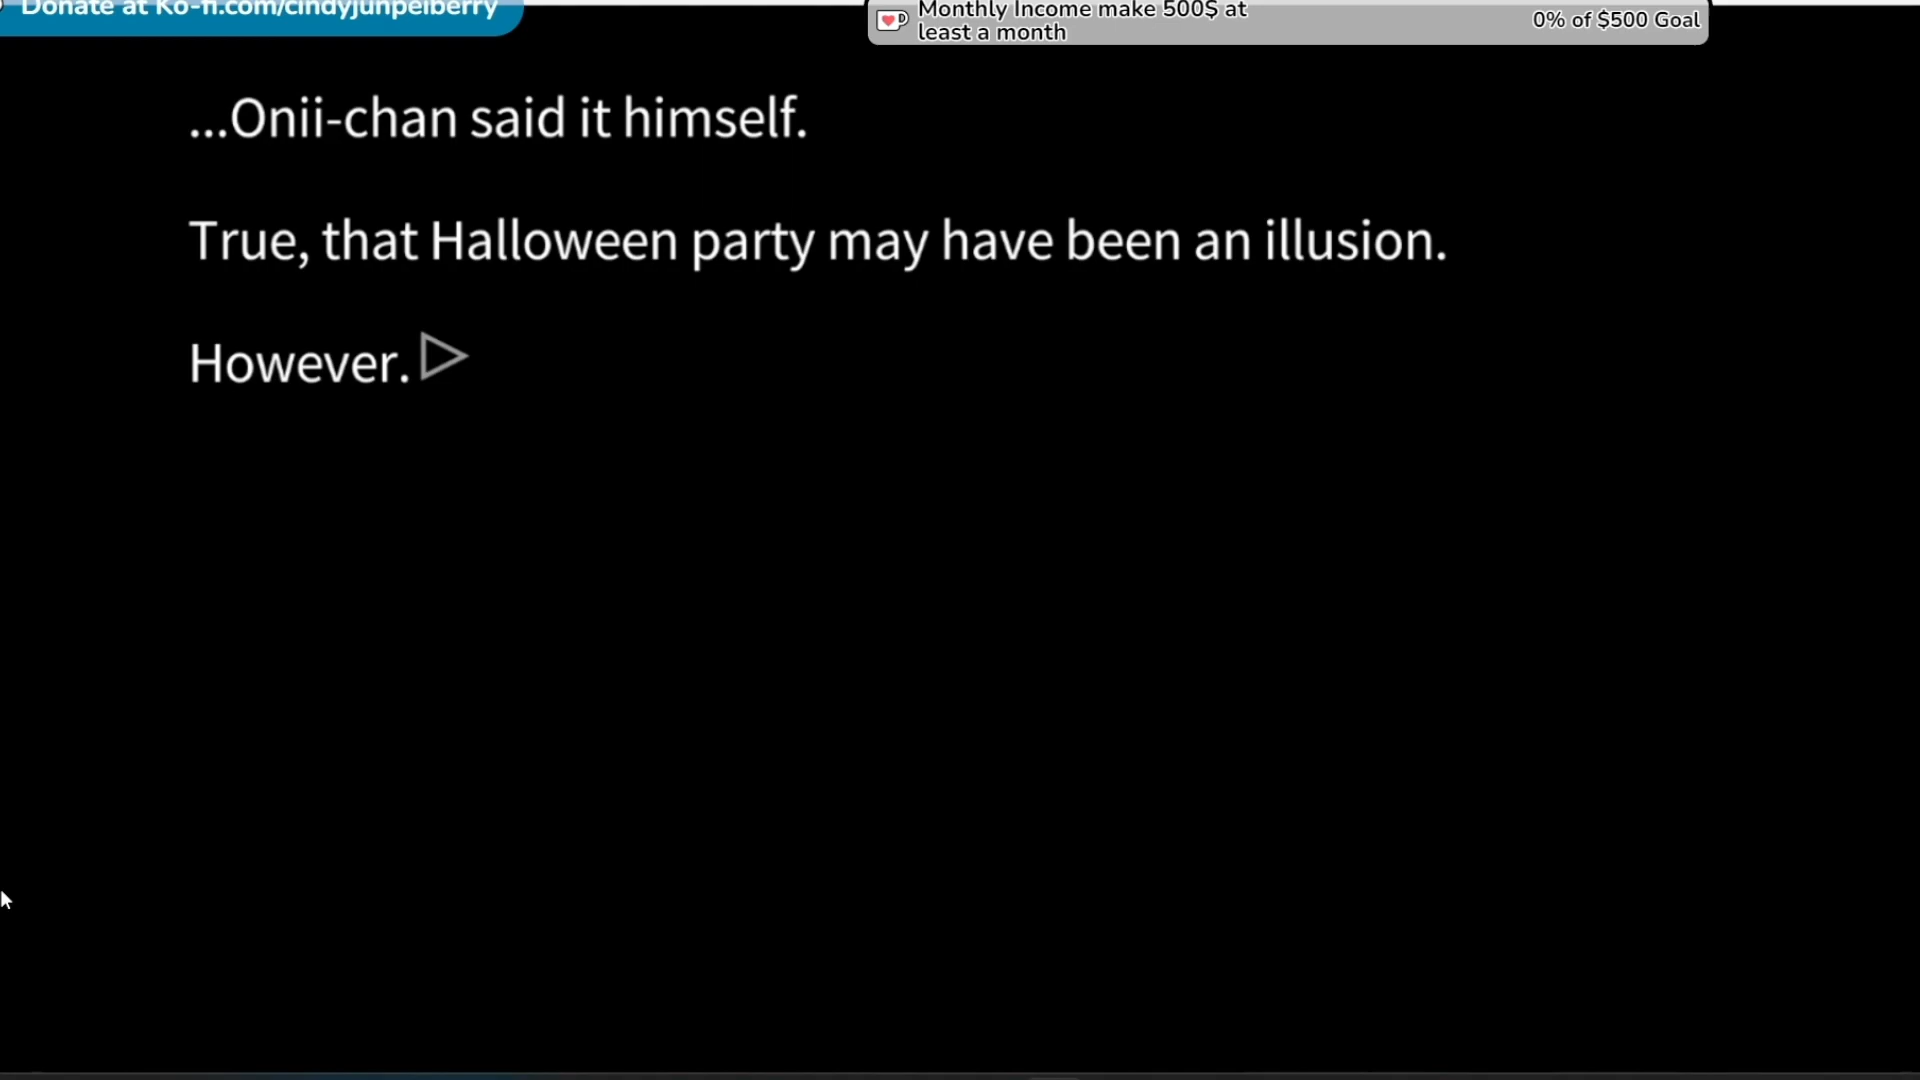 Donate at Ko-fi.com/cindyjunpeiberry
Monthly Income make 500$ at
least a month
0% of $500 Goal
...Onii-chan said it himself.
True, that Halloween party may have been an illusion.
However.